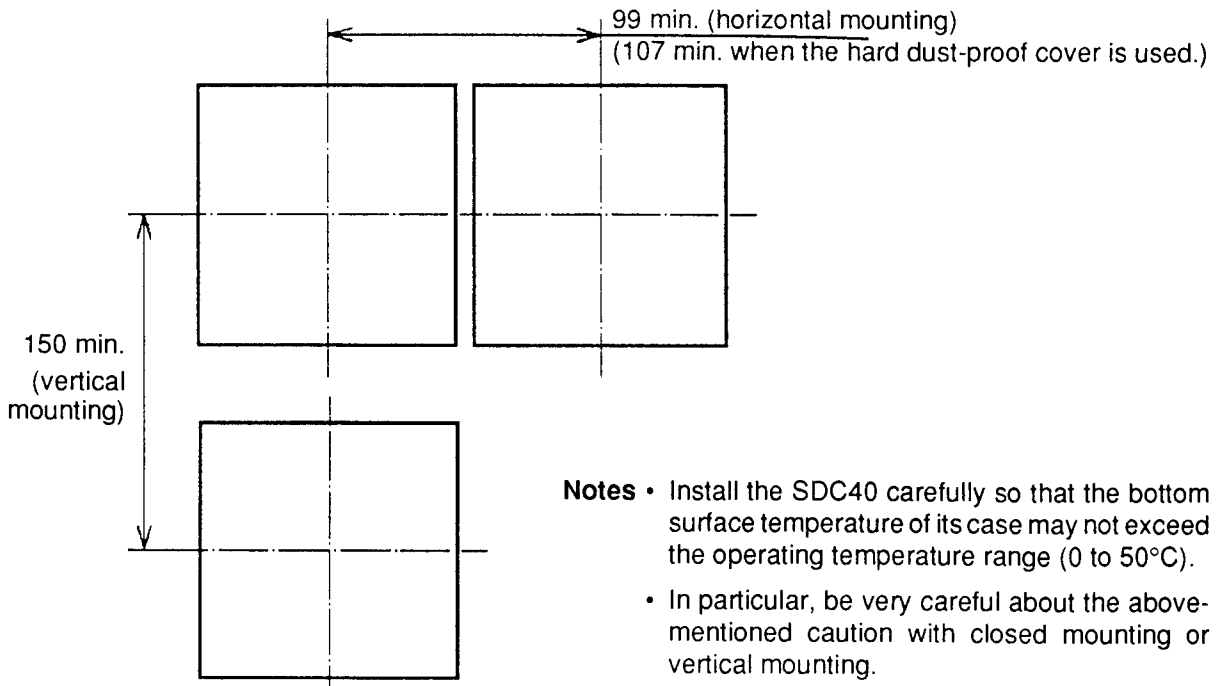 99 min. (horizontal mounting)
(107 min. when the hard dust-proof cover is used.)
150 min.
(vertical
mounting)
Notes • Install the SDC40 carefully so that the bottom
surface temperature of its case may not exceed
the operating temperature range (0 to 50°C).
• In particular, be very careful about the above-
mentioned caution with closed mounting or
vertical mounting.